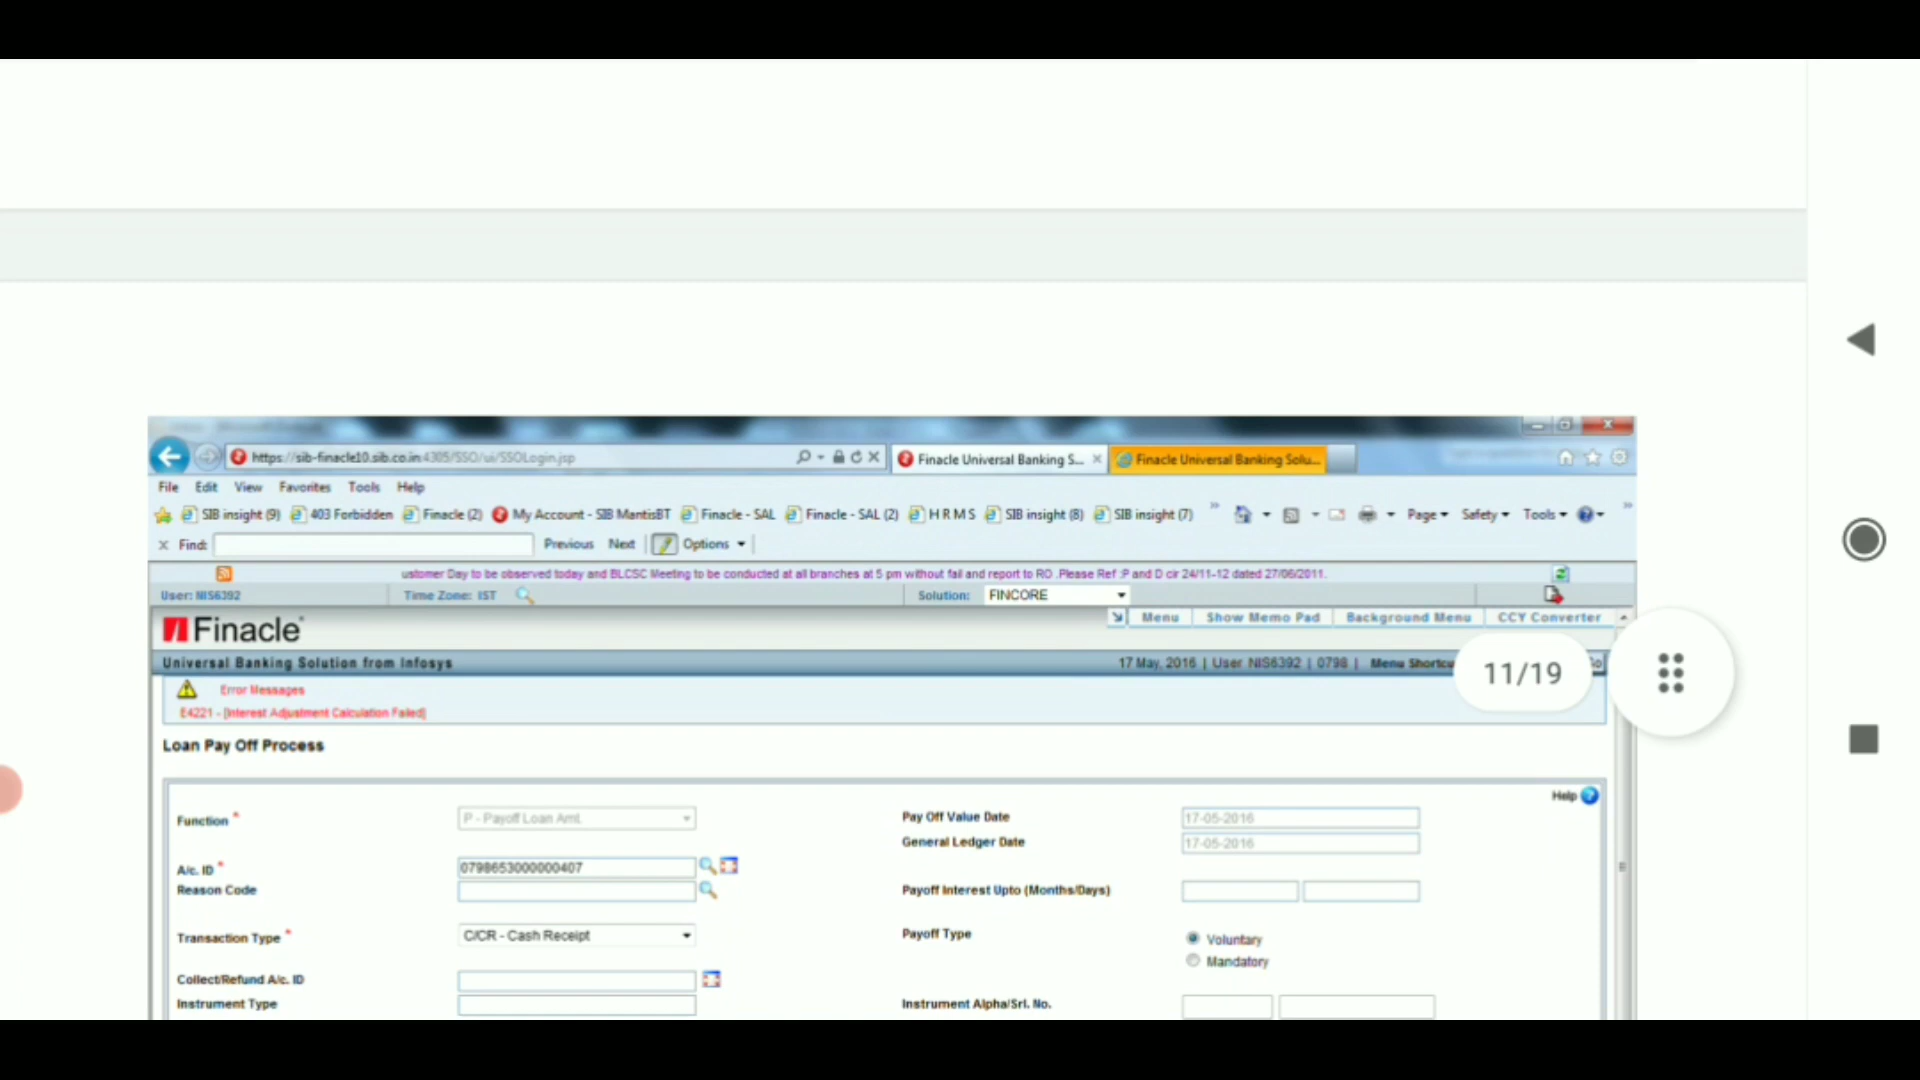 https://sib-finacle10.sib.co.in:4305/SSO/ui/SSOLogin.jsp
Finacle Universal Banking S...
Finacle Universal Banking Solu...
File Edit View Favorites Tools Help
SIB insight (9) 403 Forbidden Finacle (2) My Account - SIB MantisBT Finacle - SAL Finacle - SAL (2) H R M S SIB insight (8) SIB insight (7) Page Safety Tools
x Find: Previous Next Options
ustomer Day to be observed today and BLCSC Meeting to be conducted at all branches at 5 pm without fail and report to RO .Please Ref :P and D cir 24/11-12 dated 27/06/2011.
User: NIS6392 Time Zone: IST Solution: FINCORE
Finacle
Menu Show Memo Pad Background Menu CCY Converter
Universal Banking Solution from Infosys
17 May, 2016 | User NIS6392 | 0798 | Menu Shortcu
11/19
Error Messages
E4221 - [Interest Adjustment Calculation Failed]
Loan Pay Off Process
Help
Function * P - Payoff Loan Amt. Pay Off Value Date 17-05-2016
General Ledger Date 17-05-2016
A/c. ID * 0798653000000407
Reason Code Payoff Interest Upto (Months/Days)
Transaction Type * C/CR - Cash Receipt Payoff Type Voluntary
Mandatory
Collect/Refund A/c. ID
Instrument Type Instrument Alpha/Srl. No.